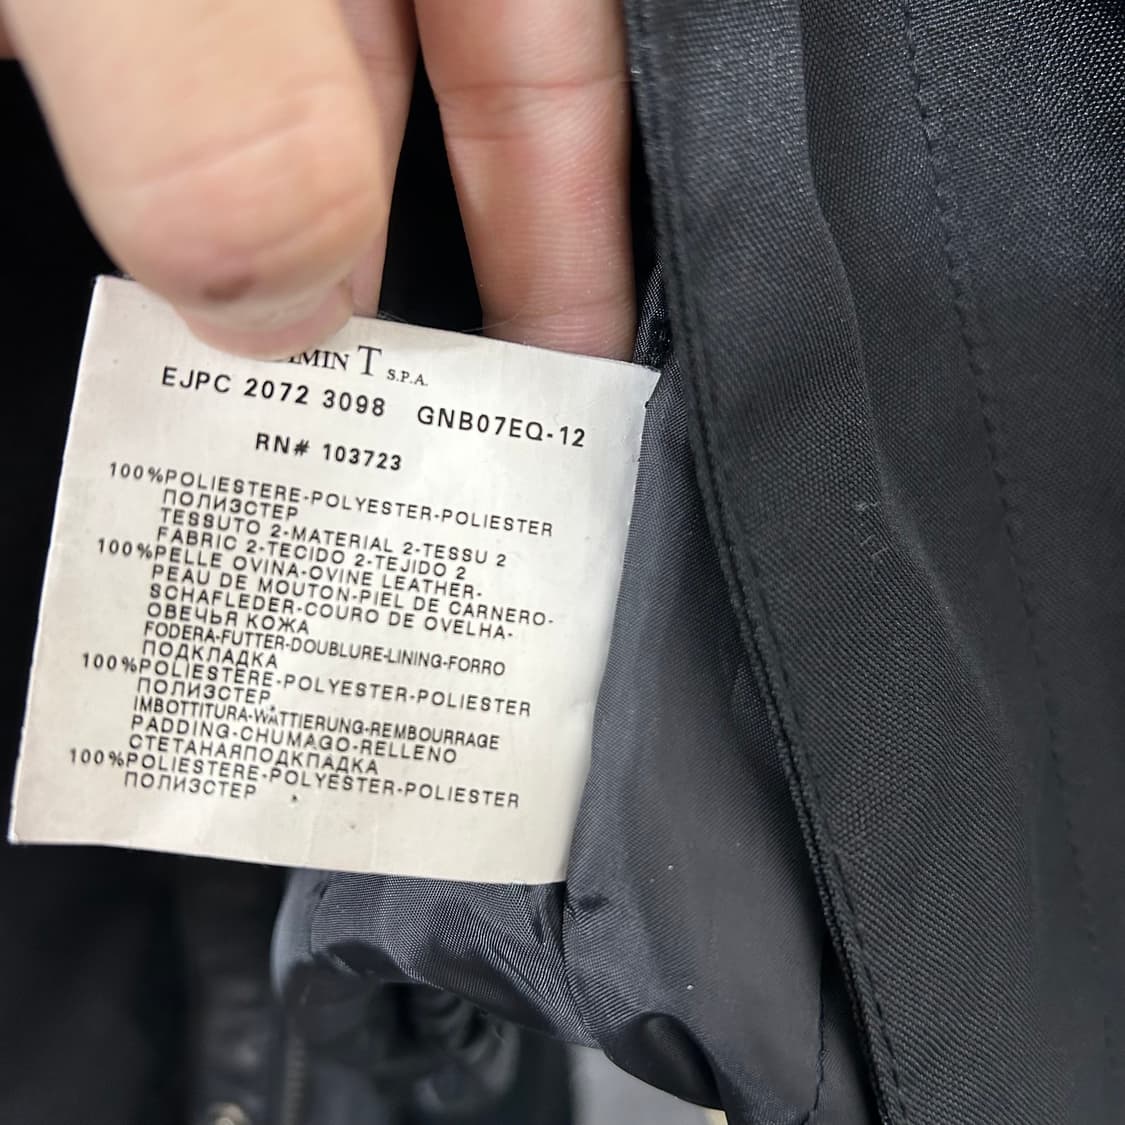 T S.P.A.
EJPC 2072 3098 GNB07EQ-12
RN# 103723
100%POLIESTERE-POLYESTER-POLIESTER
ПОЛИЭСТЕР
TESSUTO 2-MATERIAL 2-TESSU 2
FABRIC 2-TECIDO 2-TEJIDO 2
100%PELLE OVINA-OVINE LEATHER-
PEAU DE MOUTON-PIEL DE CARNERO-
SCHAFLEDER-COURO DE OVELHA-
ОВЕЧЬЯ КОЖА
FODERA-FUTTER-DOUBLURE-LINING-FORRO
ПОДКЛАДКА
100%POLIESTERE-POLYESTER-POLIESTER
ПОЛИЭСТЕР
IMBOTTITURA-WATTIERUNG-REMBOURRAGE
PADDING-CHUMAGO-RELLENO
СТЕТАНАЯПОДКПАДКА
100%POLIESTERE-POLYESTER-POLIESTER
ПОЛИЭСТЕР